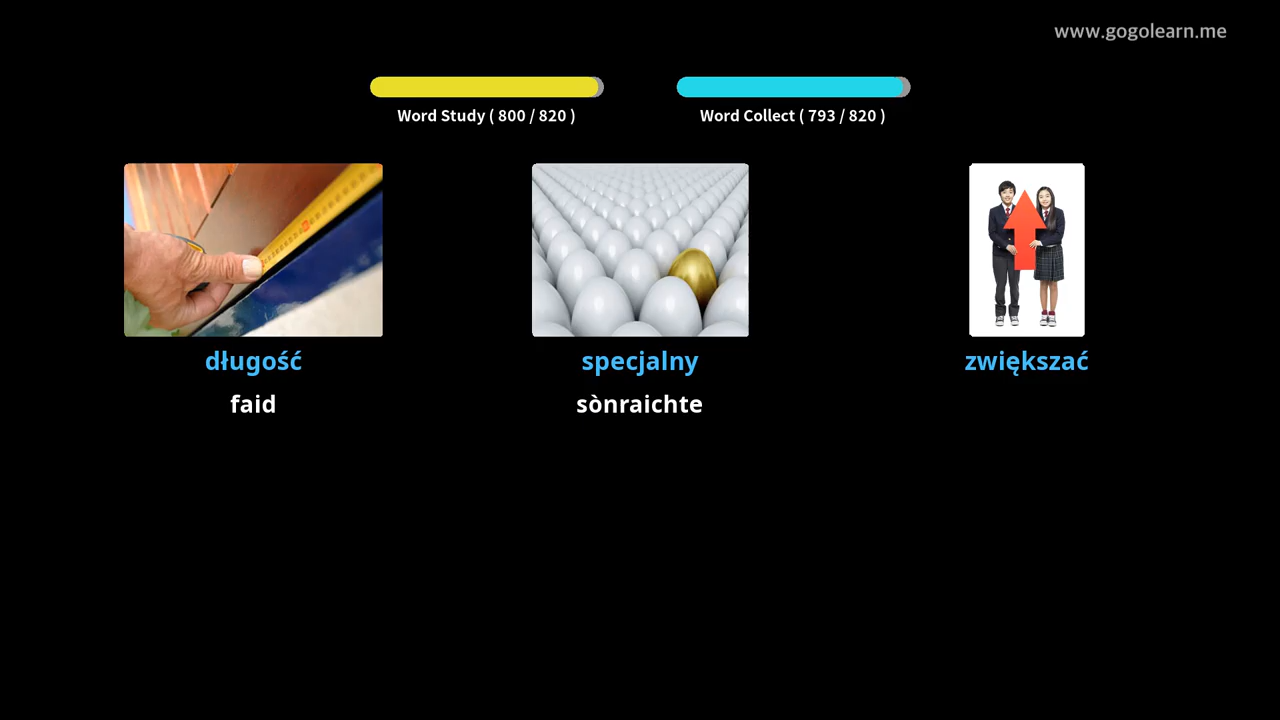 www.gogolearn.me
Word Study ( 800 / 820 )
Word Collect ( 793 / 820 )
długość
specjalny
zwiększać
faid
sònraichte